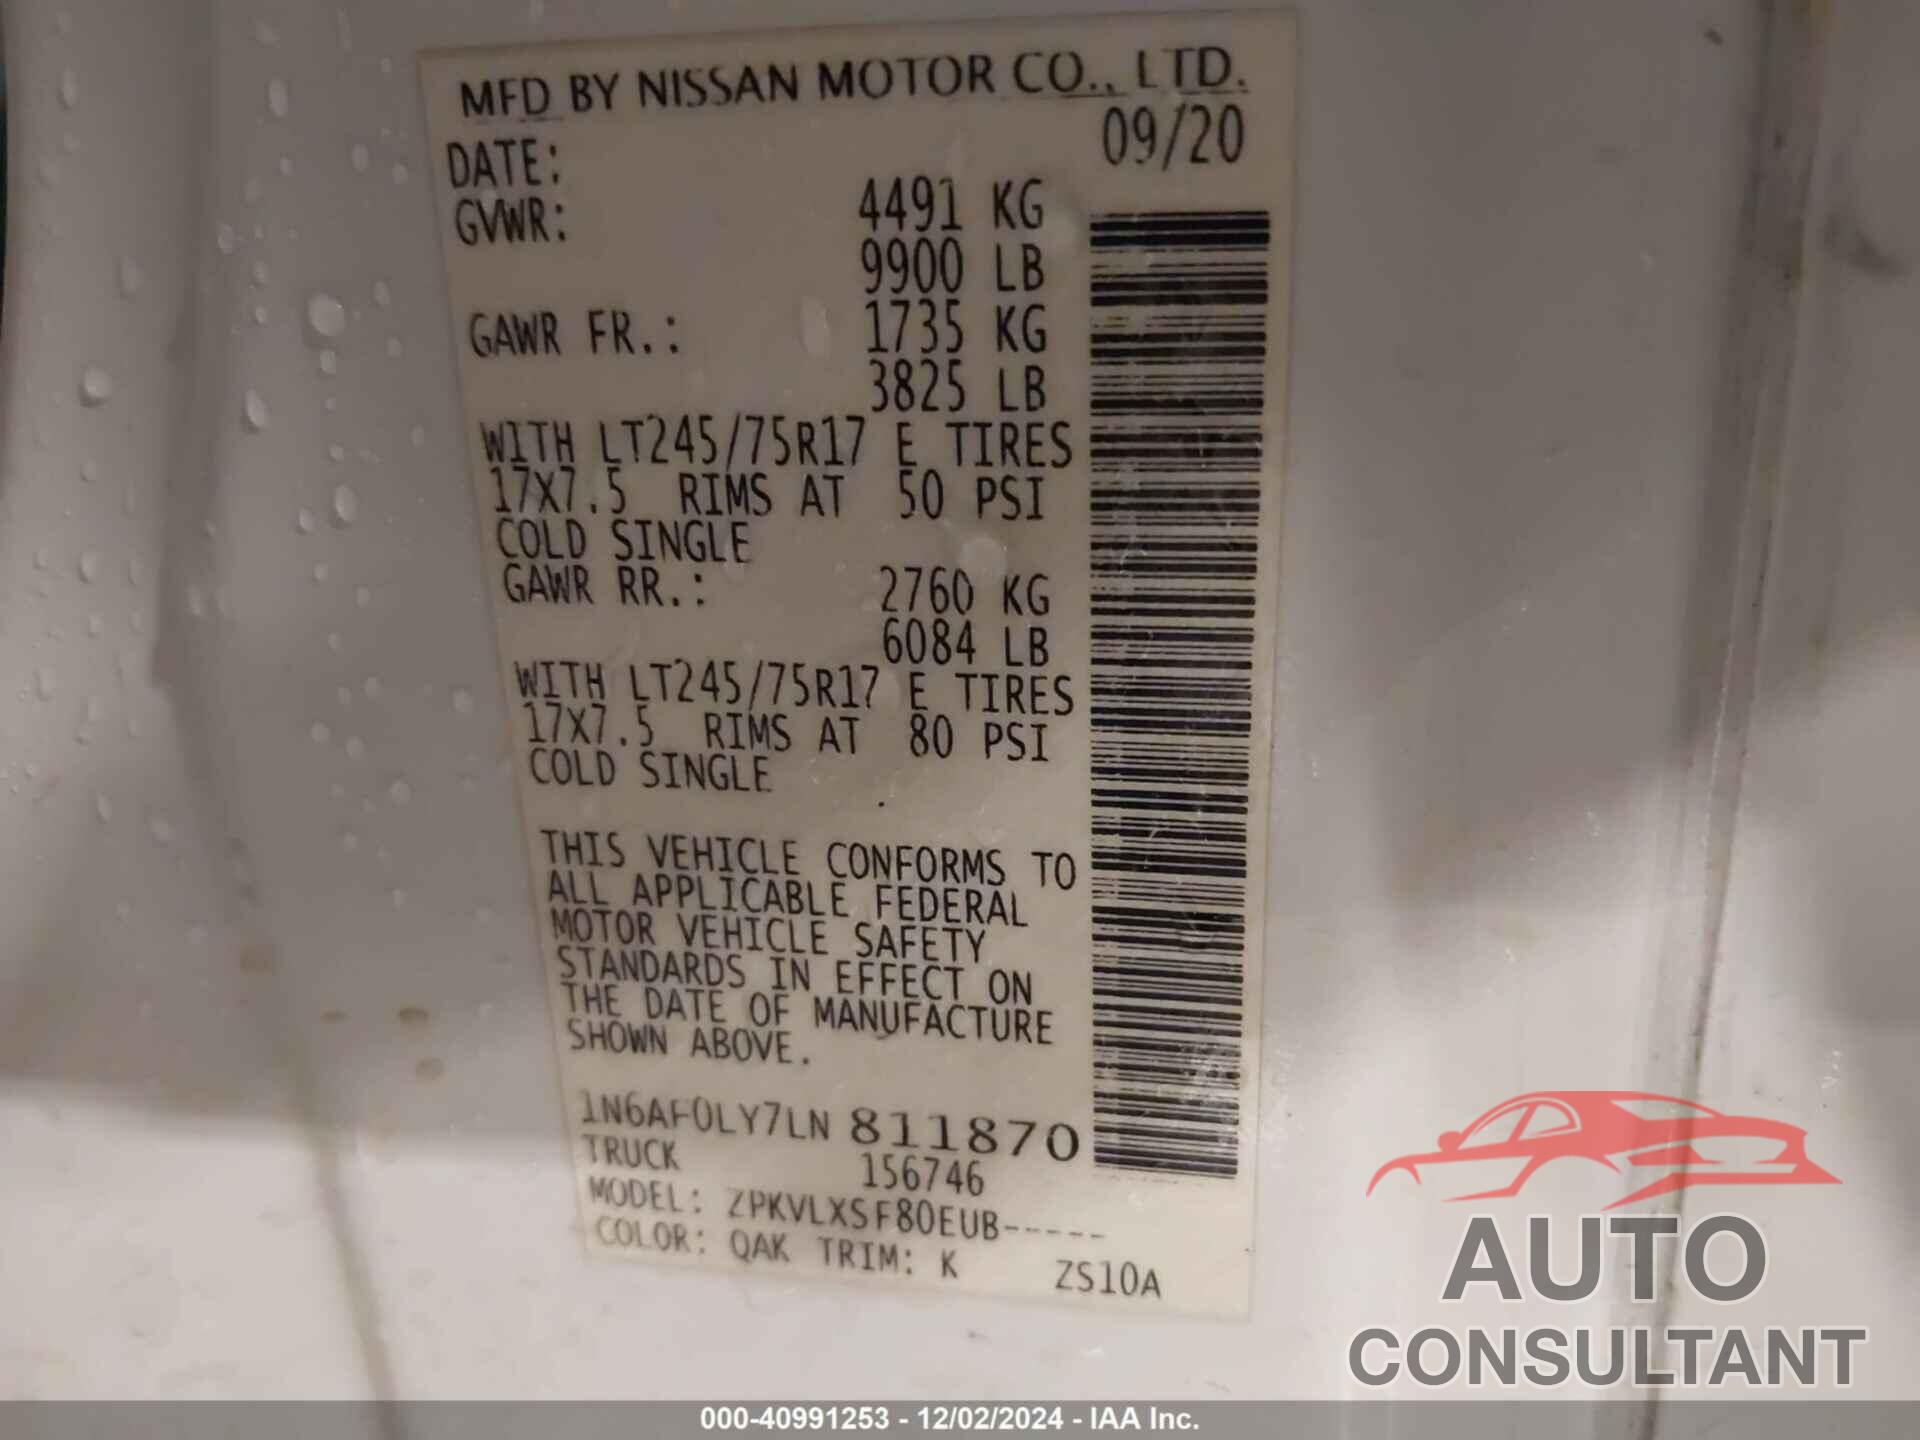 MFD BY NISSAN MOTOR CO., LTD.
DATE: 09/20
GVWR: 4491 KG
9900 LB
GAWR FR.: 1735 KG
3825 LB
WITH LT245/75R17 E TIRES
17X7.5 RIMS AT 50 PSI
COLD SINGLE
GAWR RR.: 2760 KG
6084 LB
WITH LT245/75R17 E TIRES
17X7.5 RIMS AT 80 PSI
COLD SINGLE
THIS VEHICLE CONFORMS TO
ALL APPLICABLE FEDERAL
MOTOR VEHICLE SAFETY
STANDARDS IN EFFECT ON
THE DATE OF MANUFACTURE
SHOWN ABOVE.
1N6AF0LY7LN 811870
TRUCK 156746
MODEL: ZPKVLXSF80EUB-----
COLOR: QAK TRIM: K ZS10A
AUTO
CONSULTANT
000-40991253 - 12/02/2024 - IAA Inc.